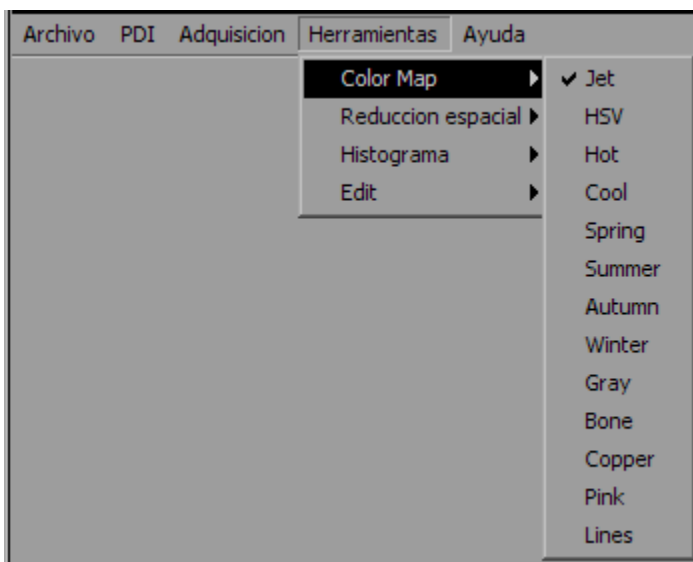 Archivo PDI Adquisicion Herramientas Ayuda
Color Map
Reduccion espacial
Histograma
Edit
Jet
HSV
Hot
Cool
Spring
Summer
Autumn
Winter
Gray
Bone
Copper
Pink
Lines